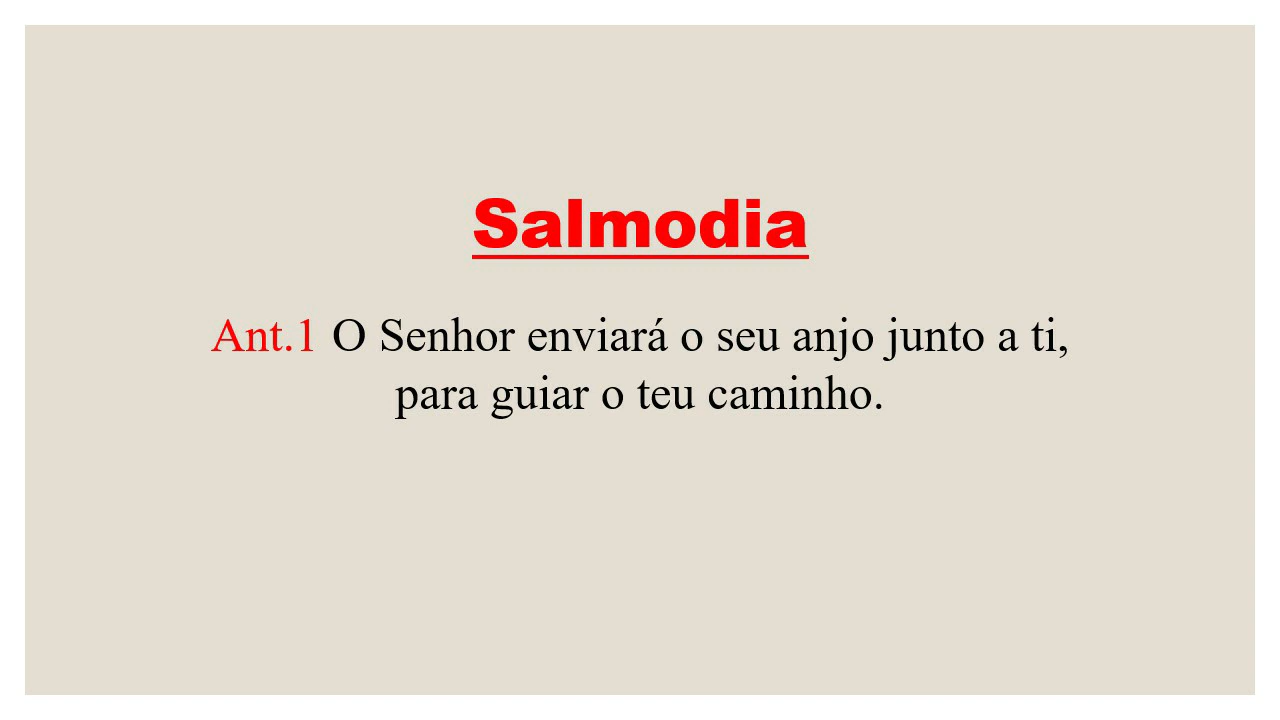 Salmodia
Ant.1 O Senhor enviará o seu anjo junto a ti,
para guiar o teu caminho.